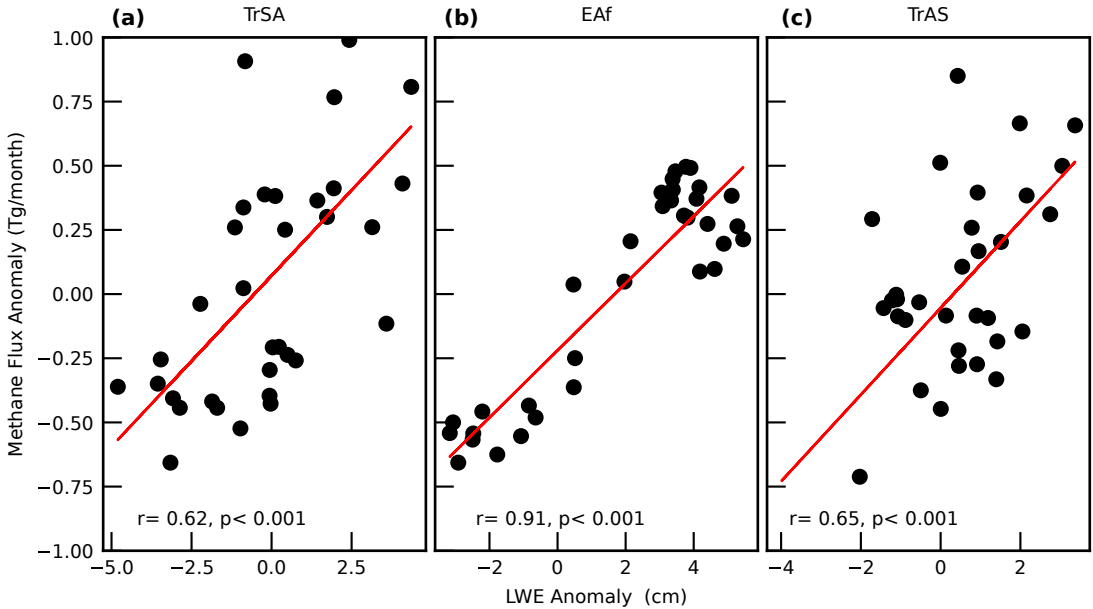 (a) TrSA
(b) EAf
(c) TrAS
Methane Flux Anomaly (Tg/month)
1.00
0.75
0.50
0.25
0.00
−0.25
−0.50
−0.75
−1.00
r= 0.62, p< 0.001
r= 0.91, p< 0.001
r= 0.65, p< 0.001
−5.0 −2.5 0.0 2.5
−2 0 2 4
−4 −2 0 2
LWE Anomaly (cm)